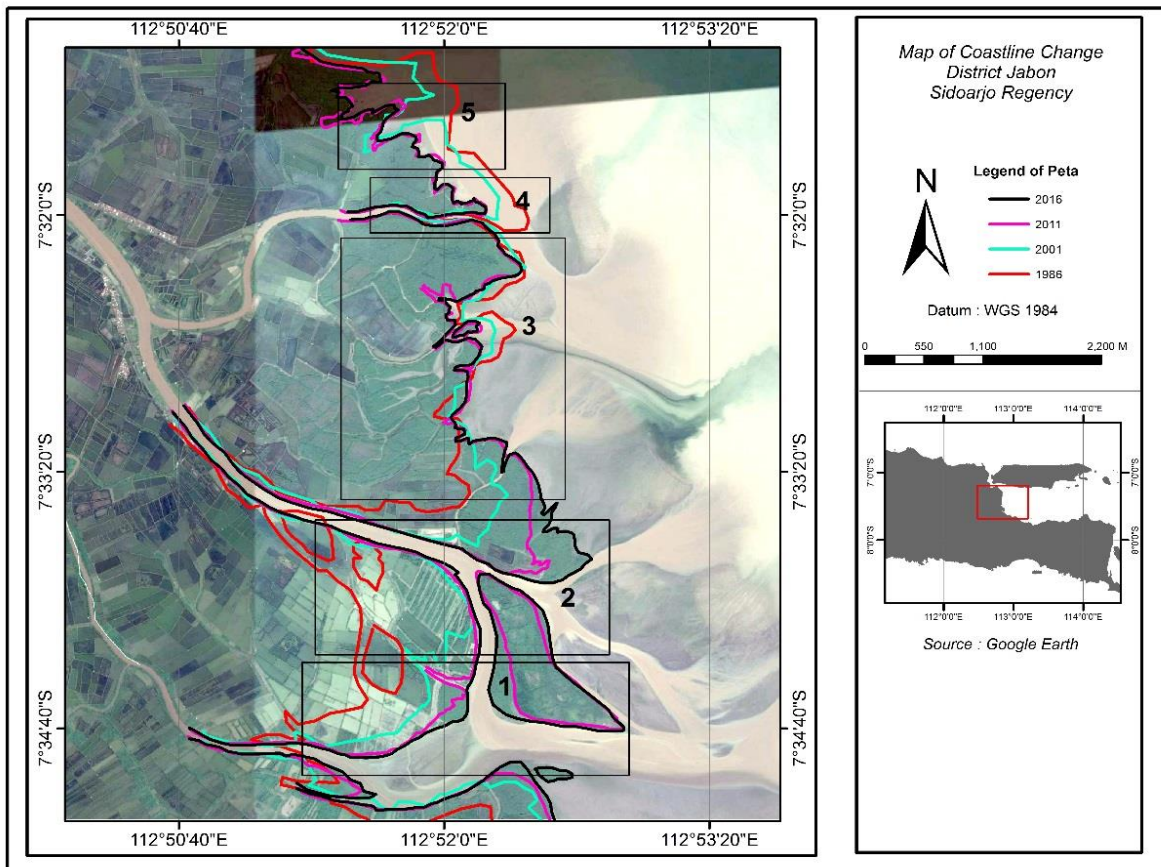 112°50'40"E 112°52'0"E 112°53'20"E
5
4
7°32'0"S 7°32'0"S
3
7°33'20"S 7°33'20"S
2
1
7°34'40"S 7°34'40"S
112°50'40"E 112°52'0"E 112°53'20"E
Map of Coastline Change
District Jabon
Sidoarjo Regency
N
Legend of Peta
2016
2011
2001
1986
Datum : WGS 1984
0 550 1,100 2,200 M
112°0'0"E 113°0'0"E 114°0'0"E
7°0'0"S 7°0'0"S
8°0'0"S 8°0'0"S
112°0'0"E 113°0'0"E 114°0'0"E
Source : Google Earth